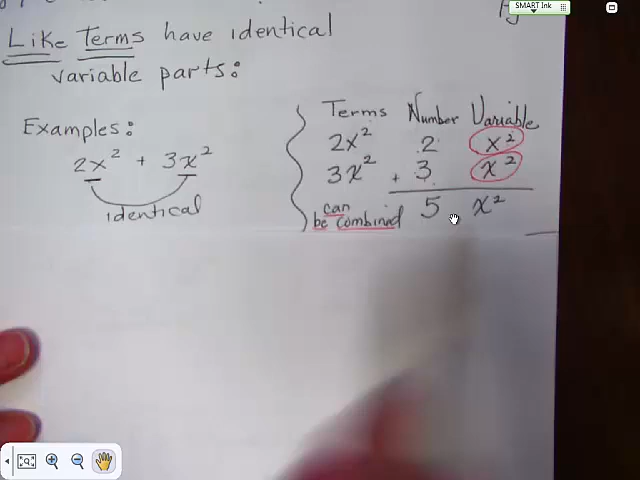 SMART Ink
Like Terms have identical
variable parts:
Examples:
2x² + 3x²
identical
Terms Number Variable
2x² 2 x²
3x² + 3 x²
can
be combined 5 x²